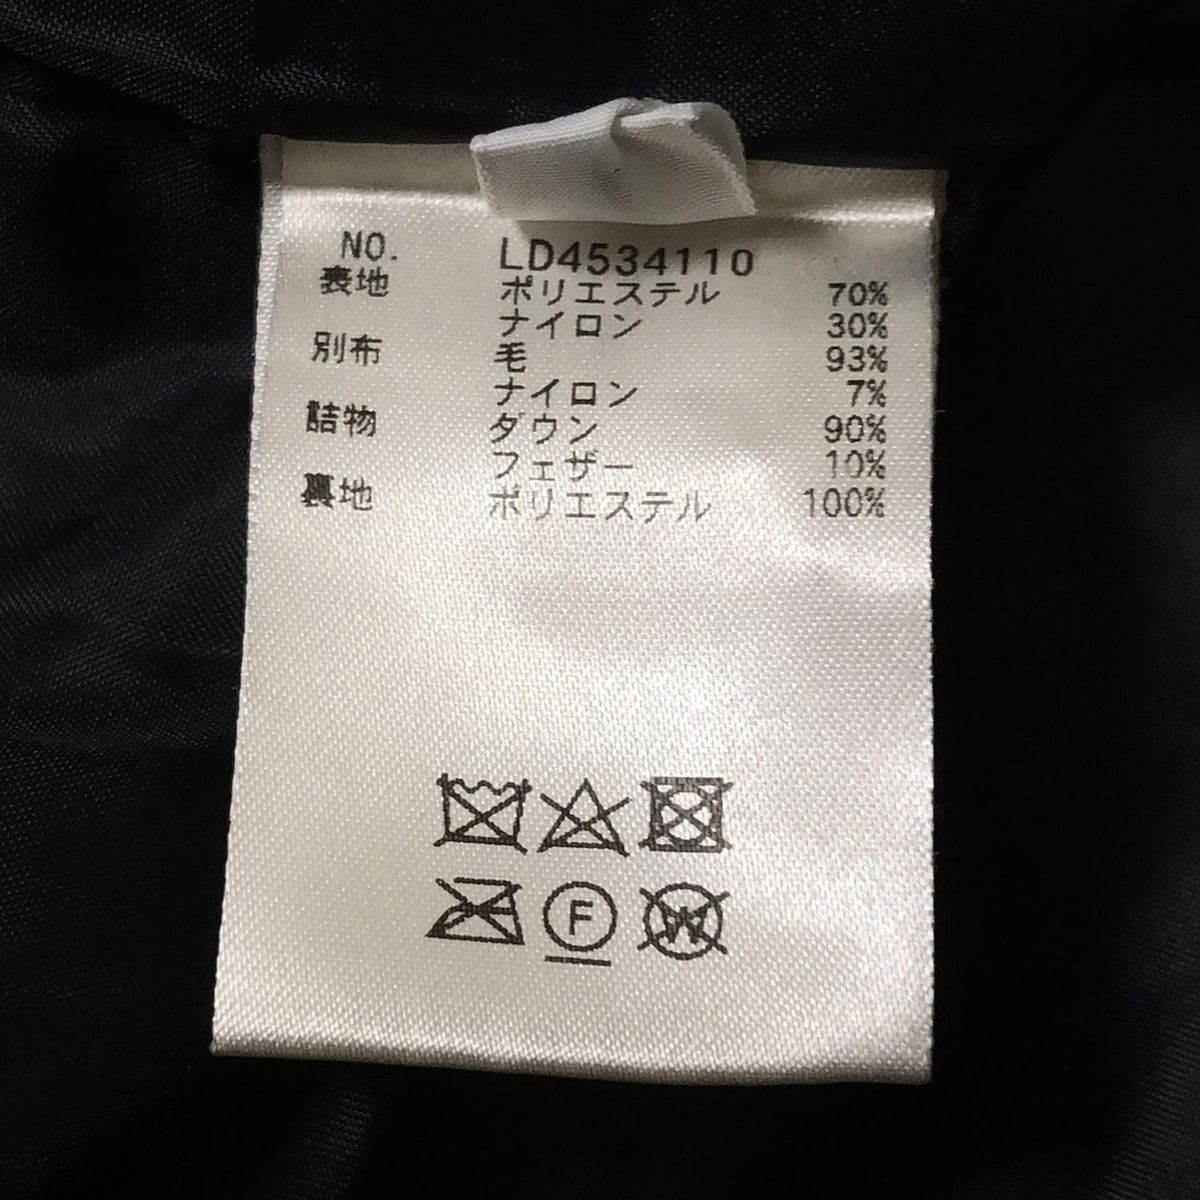 NO. LD4534110
表地 ポリエステル 70%
ナイロン 30%
別布 毛 93%
ナイロン 7%
詰物 ダウン 90%
フェザー 10%
裏地 ポリエステル 100%
F W